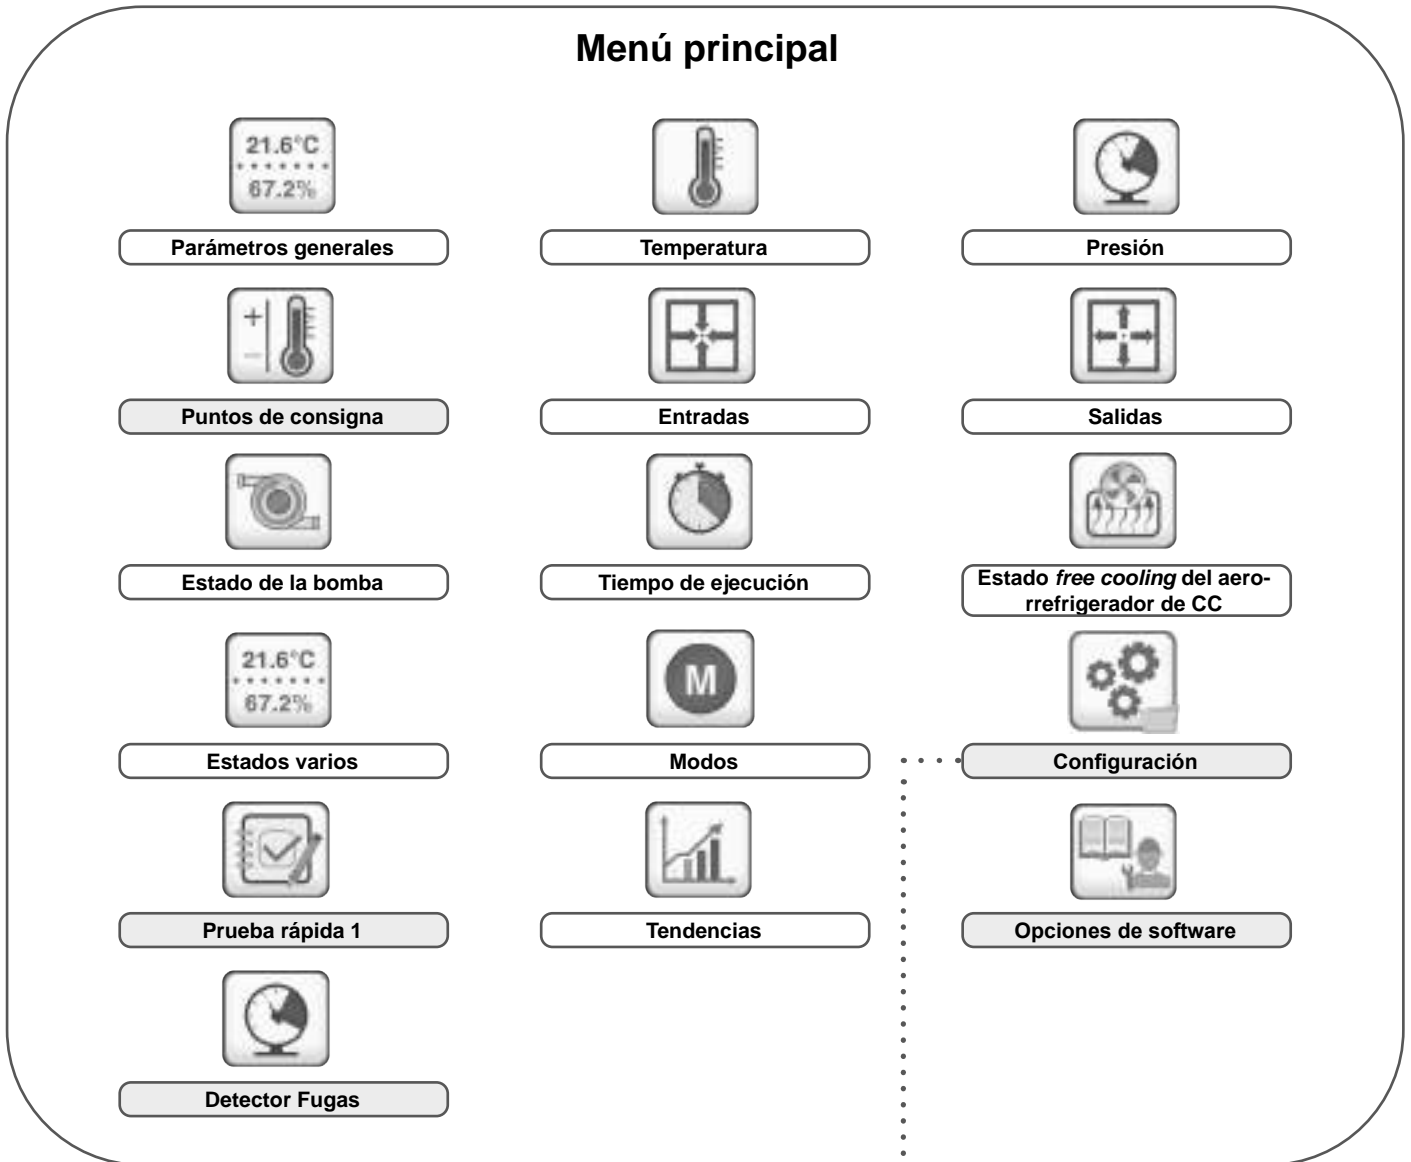 Menú principal
21.6°C
67.2%
Parámetros generales
Temperatura
Presión
+
−
Puntos de consigna
Entradas
Salidas
Estado de la bomba
Tiempo de ejecución
Estado free cooling del aero-
rrefrigerador de CC
21.6°C
67.2%
Estados varios
M
Modos
Configuración
Prueba rápida 1
Tendencias
Opciones de software
Detector Fugas